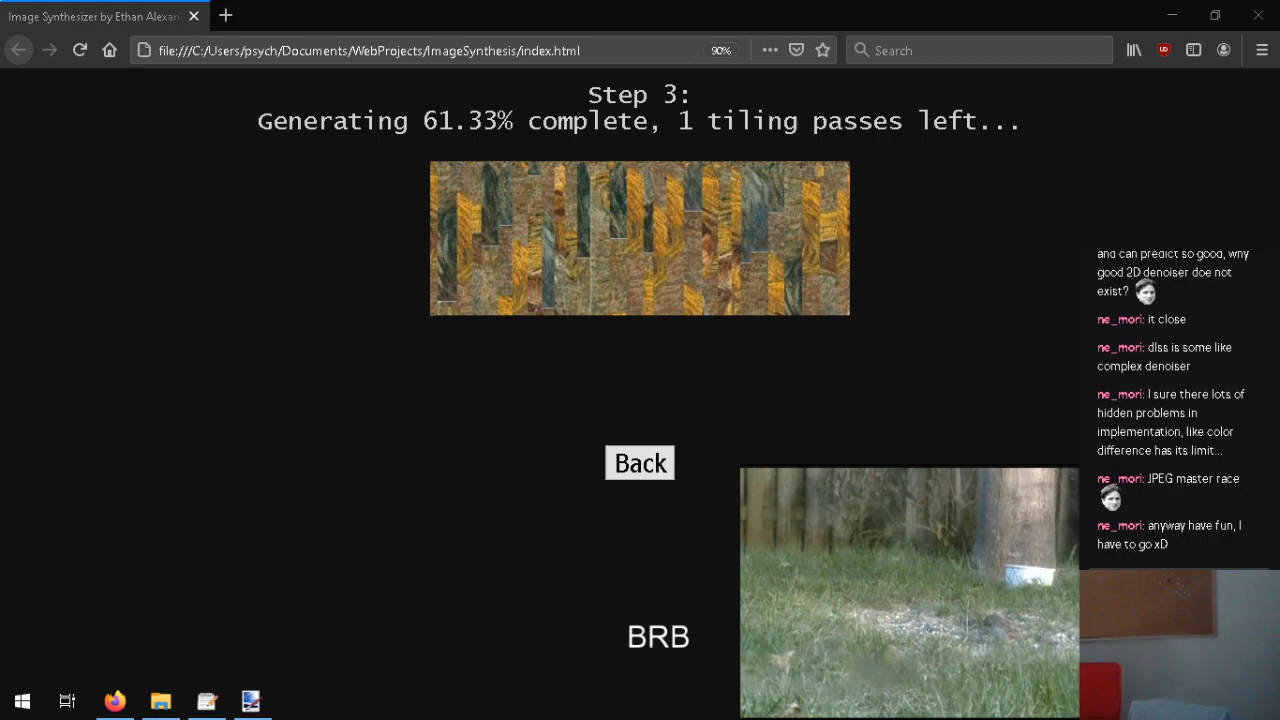 Image Synthesizer by Ethan Alexan
file:///C:/Users/psych/Documents/WebProjects/ImageSynthesis/index.html
90%
Search
Step 3:
Generating 61.33% complete, 1 tiling passes left...
Back
BRB
and can predict so good, why
good 2D denoiser doe not
exist?
ne_mori: it close
ne_mori: dlss is some like
complex denoiser
ne_mori: I sure there lots of
hidden problems in
implementation, like color
difference has its limit...
ne_mori: JPEG master race
ne_mori: anyway have fun, I
have to go xD